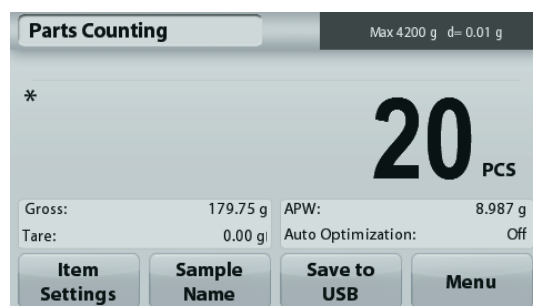 Parts Counting
Max 4200 g d= 0.01 g
*
20 PCS
Gross: 179.75 g APW: 8.987 g
Tare: 0.00 g Auto Optimization: Off
Item Settings
Sample Name
Save to USB
Menu